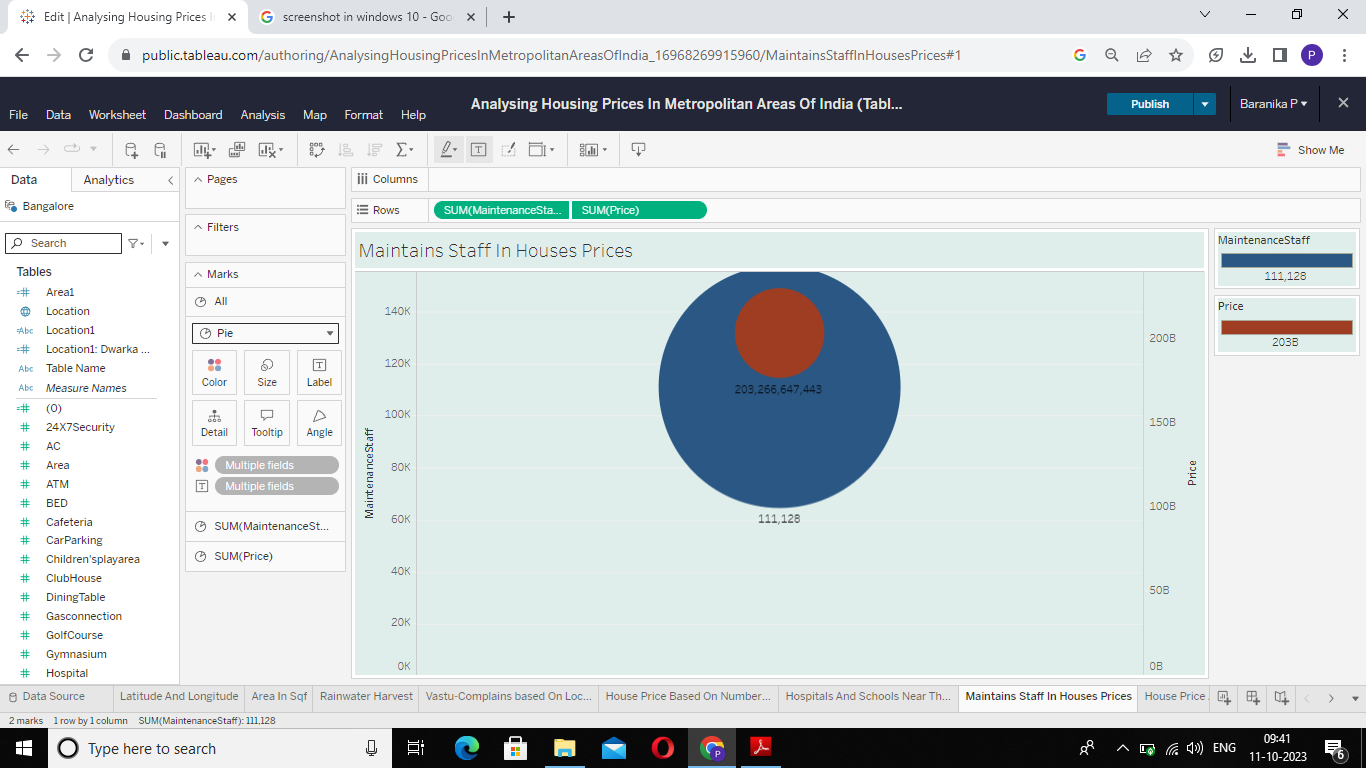 Edit | Analysing Housing Prices I
screenshot in windows 10 - Goo
public.tableau.com/authoring/AnalysingHousingPricesInMetropolitanAreasOfIndia_16968269915960/MaintainsStaffInHousesPrices#1
P
Analysing Housing Prices In Metropolitan Areas Of India (Tabl...
Publish
Baranika P
File Data Worksheet Dashboard Analysis Map Format Help
Show Me
Data Analytics
Bangalore
Search
Tables
Area1
Location
Abc Location1
Location1: Dwarka ...
Abc Table Name
Abc Measure Names
(0)
24X7Security
AC
Area
ATM
BED
Cafeteria
CarParking
Children'splayarea
ClubHouse
DiningTable
Gasconnection
GolfCourse
Gymnasium
Hospital
Pages
Filters
Marks
All
Pie
Color Size Label
Detail Tooltip Angle
Multiple fields
Multiple fields
SUM(MaintenanceSt...
SUM(Price)
Columns
Rows SUM(MaintenanceSta... SUM(Price)
Maintains Staff In Houses Prices
MaintenanceStaff
140K
120K
100K
80K
60K
40K
20K
0K
203,266,647,443
111,128
200B
150B
100B
50B
0B
Price
MaintenanceStaff
111,128
Price
203B
Data Source Latitude And Longitude Area In Sqf Rainwater Harvest Vastu-Complains based On Loc... House Price Based On Number... Hospitals And Schools Near Th... Maintains Staff In Houses Prices House Price
2 marks 1 row by 1 column SUM(MaintenanceStaff): 111,128
Type here to search
P
ENG
09:41
11-10-2023
6